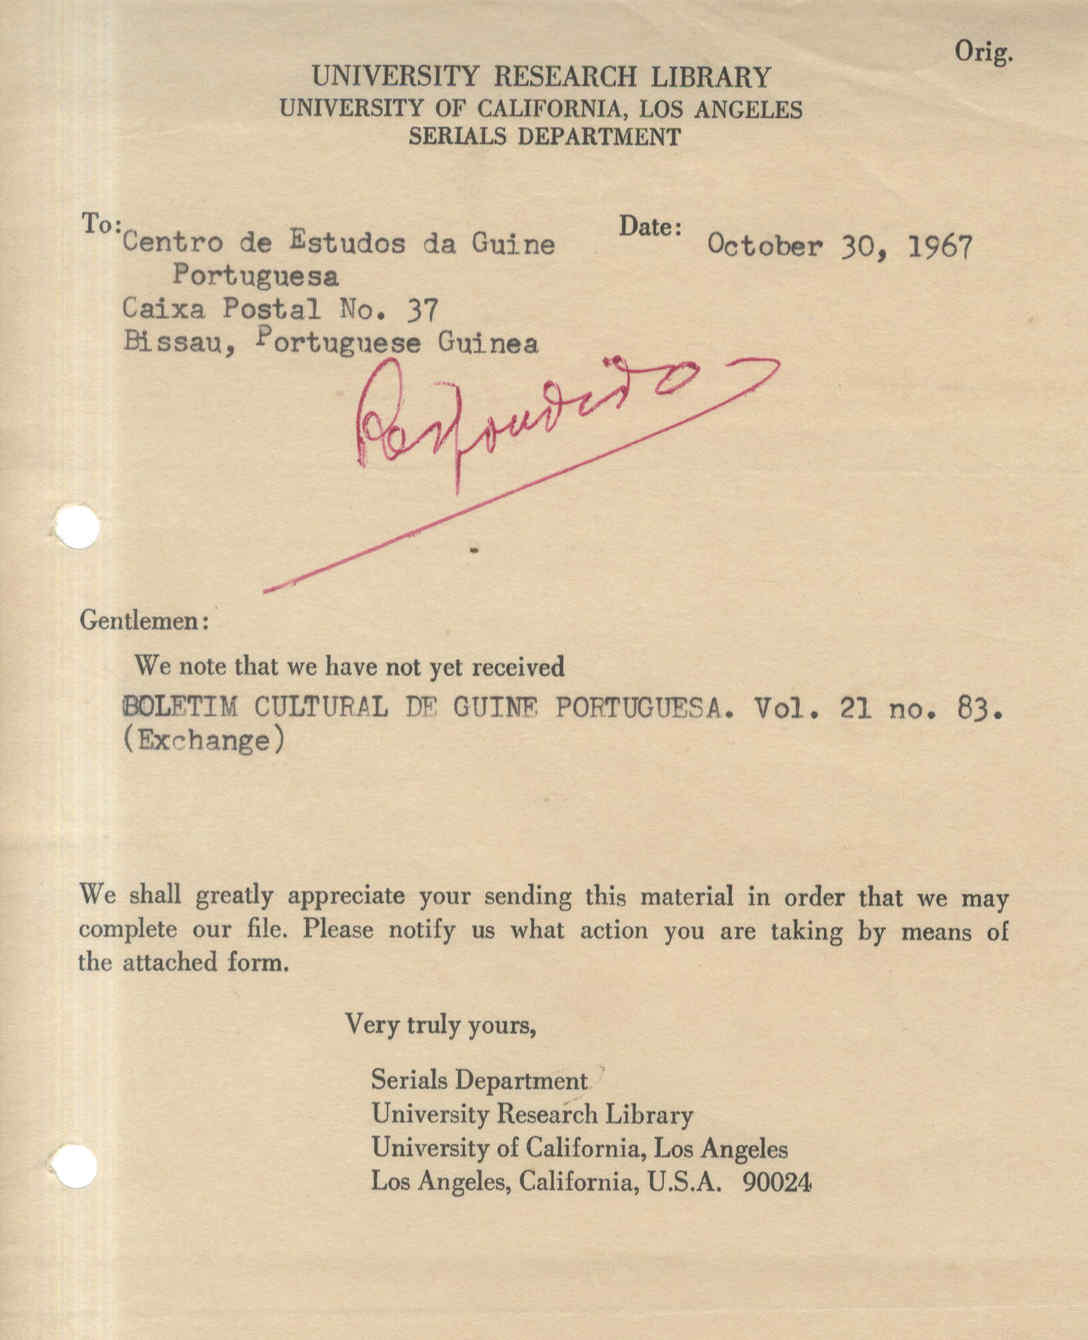 Orig.
UNIVERSITY RESEARCH LIBRARY
UNIVERSITY OF CALIFORNIA, LOS ANGELES
SERIALS DEPARTMENT
To: Centro de Estudos da Guine
Portuguesa
Caixa Postal No. 37
Bissau, Portuguese Guinea
Date: October 30, 1967
Respondido
Gentlemen:
We note that we have not yet received
BOLETIM CULTURAL DE GUINE PORTUGUESA. Vol. 21 no. 83.
(Exchange)
We shall greatly appreciate your sending this material in order that we may
complete our file. Please notify us what action you are taking by means of
the attached form.
Very truly yours,
Serials Department
University Research Library
University of California, Los Angeles
Los Angeles, California, U.S.A. 90024